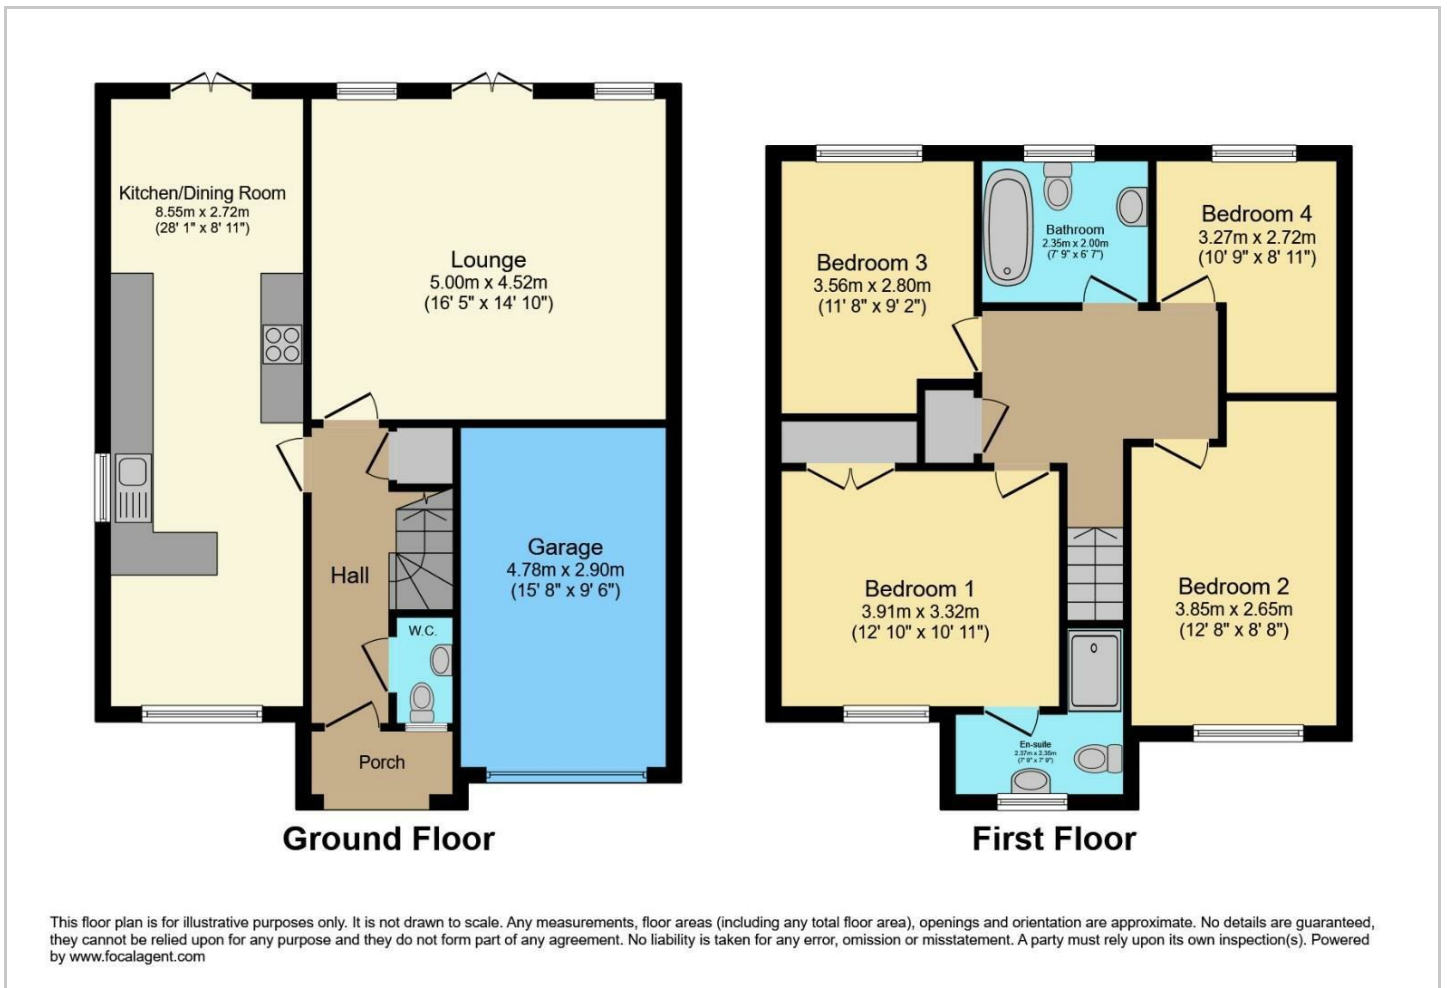 Kitchen/Dining Room
8.55m x 2.72m
(28' 1" x 8' 11")
Lounge
5.00m x 4.52m
(16' 5" x 14' 10")
Garage
4.78m x 2.90m
(15' 8" x 9' 6")
Hall
W.C.
Porch
Ground Floor
Bedroom 3
3.56m x 2.80m
(11' 8" x 9' 2")
Bathroom
2.35m x 2.00m
(7' 9" x 6' 7")
Bedroom 4
3.27m x 2.72m
(10' 9" x 8' 11")
Bedroom 1
3.91m x 3.32m
(12' 10" x 10' 11")
Bedroom 2
3.85m x 2.65m
(12' 8" x 8' 8")
En-suite
2.37m x 2.35m
(7' 9" x 7' 9")
First Floor
This floor plan is for illustrative purposes only. It is not drawn to scale. Any measurements, floor areas (including any total floor area), openings and orientation are approximate. No details are guaranteed,
they cannot be relied upon for any purpose and they do not form part of any agreement. No liability is taken for any error, omission or misstatement. A party must rely upon its own inspection(s). Powered
by www.focalagent.com